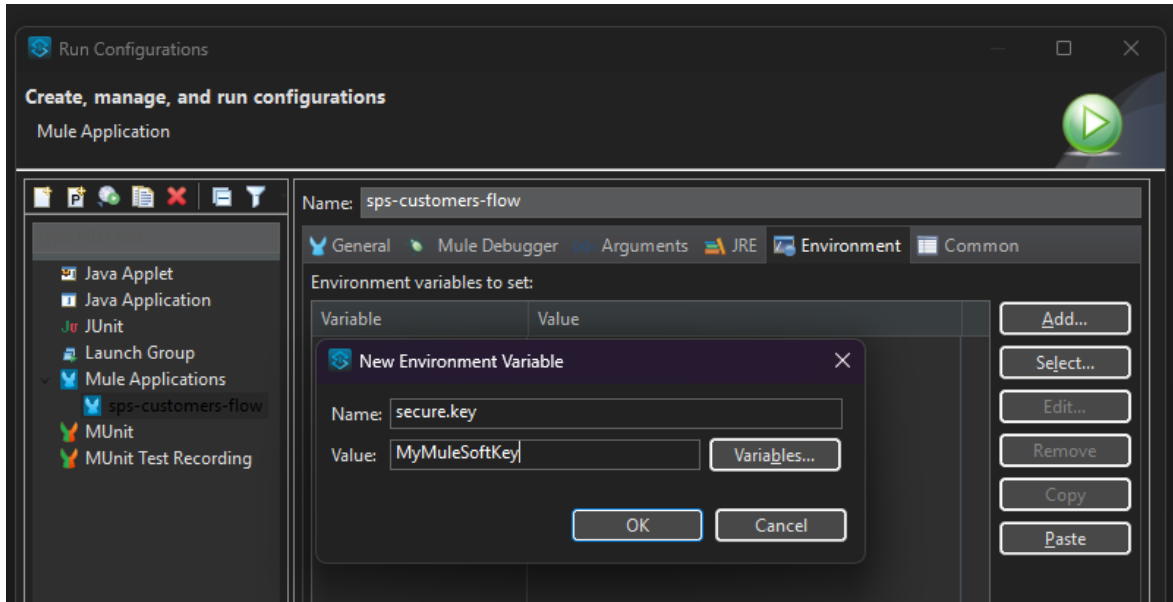 Run Configurations
Create, manage, and run configurations
Mule Application
Name: sps-customers-flow
General Mule Debugger Arguments JRE Environment Common
Java Applet
Java Application
JUnit
Launch Group
Mule Applications
sps-customers-flow
MUnit
MUnit Test Recording
Environment variables to set:
Variable Value
Add...
Select...
Edit...
Remove
Copy
Paste
New Environment Variable
Name: secure.key
Value: MyMuleSoftKey Variables...
OK Cancel